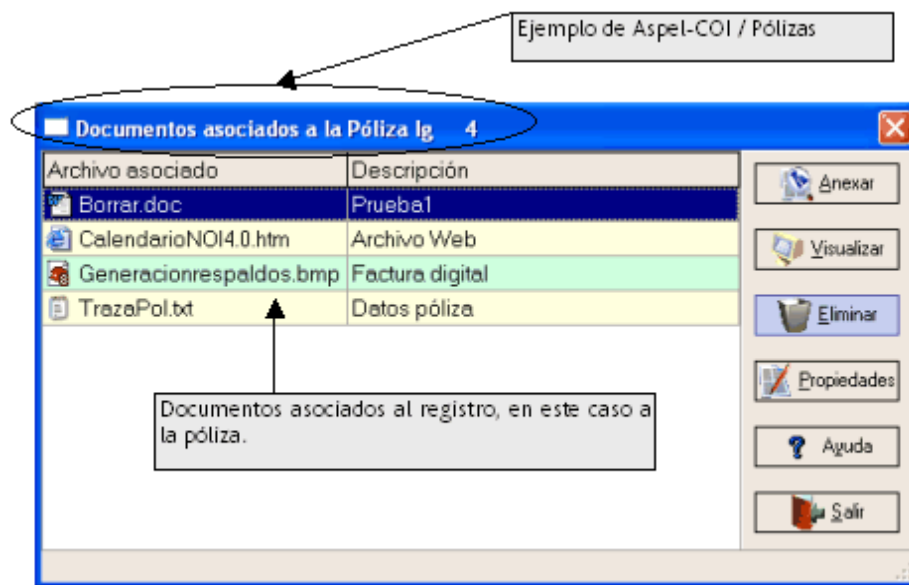 Ejemplo de Aspel-COI / Pólizas
Documentos asociados a la Póliza Ig 4
Archivo asociado Descripción
Borrar.doc Prueba1
CalendarioNOI4.0.htm Archivo Web
Generacionrespaldos.bmp Factura digital
TrazaPol.txt Datos póliza
Anexar
Visualizar
Eliminar
Propiedades
Ayuda
Salir
Documentos asociados al registro, en este caso a
la póliza.